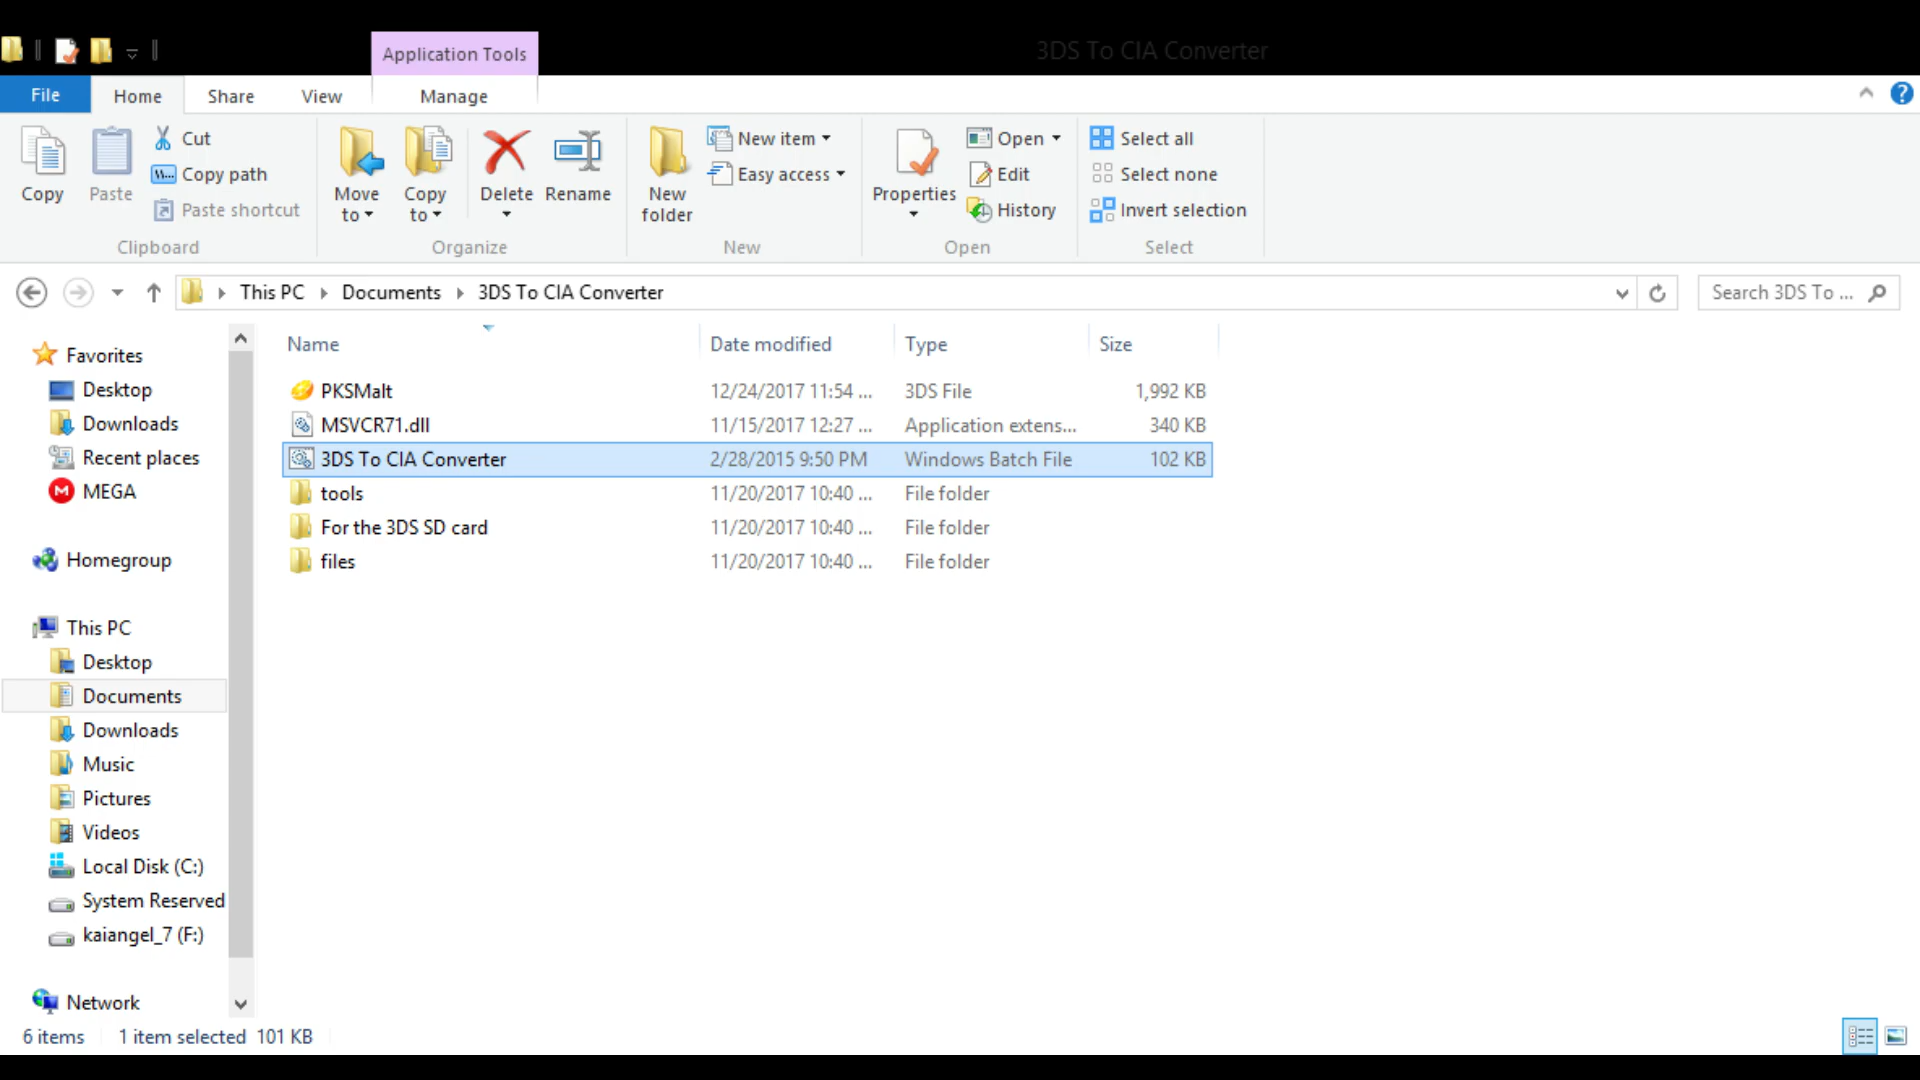 Application Tools
3DS To CIA Converter
File Home Share View Manage
Copy
Paste
Cut
Copy path
Paste shortcut
Clipboard
Move to
Copy to
Delete
Rename
Organize
New folder
New item
Easy access
New
Properties
Open
Edit
History
Open
Select all
Select none
Invert selection
Select
This PC Documents 3DS To CIA Converter
Search 3DS To ...
Favorites
Desktop
Downloads
Recent places
MEGA
Homegroup
This PC
Desktop
Documents
Downloads
Music
Pictures
Videos
Local Disk (C:)
System Reserved
kaiangel_7 (F:)
Network
Name Date modified Type Size
PKSMalt 12/24/2017 11:54 ... 3DS File 1,992 KB
MSVCR71.dll 11/15/2017 12:27 ... Application extens... 340 KB
3DS To CIA Converter 2/28/2015 9:50 PM Windows Batch File 102 KB
tools 11/20/2017 10:40 ... File folder
For the 3DS SD card 11/20/2017 10:40 ... File folder
files 11/20/2017 10:40 ... File folder
6 items 1 item selected 101 KB